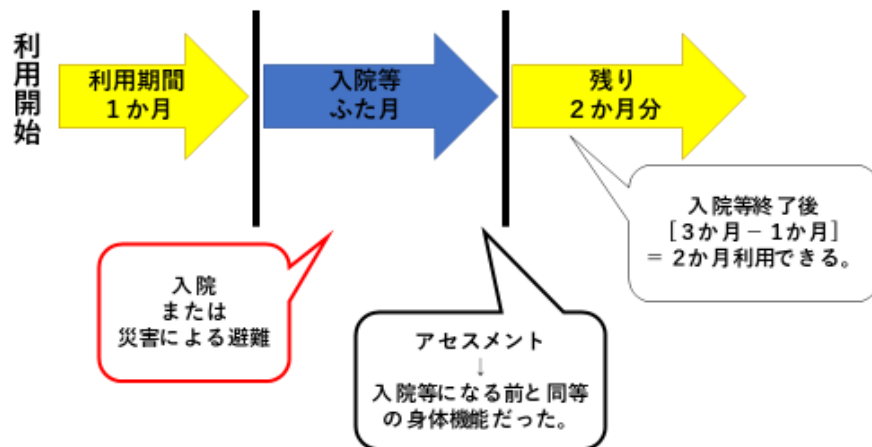 利用開始
利用期間
1か月
入院等
ふた月
残り
2か月分
入院等終了後
[3か月－1か月]
＝2か月利用できる。
入院
または
災害による避難
アセスメント
↓
入院等になる前と同等
の身体機能だった。